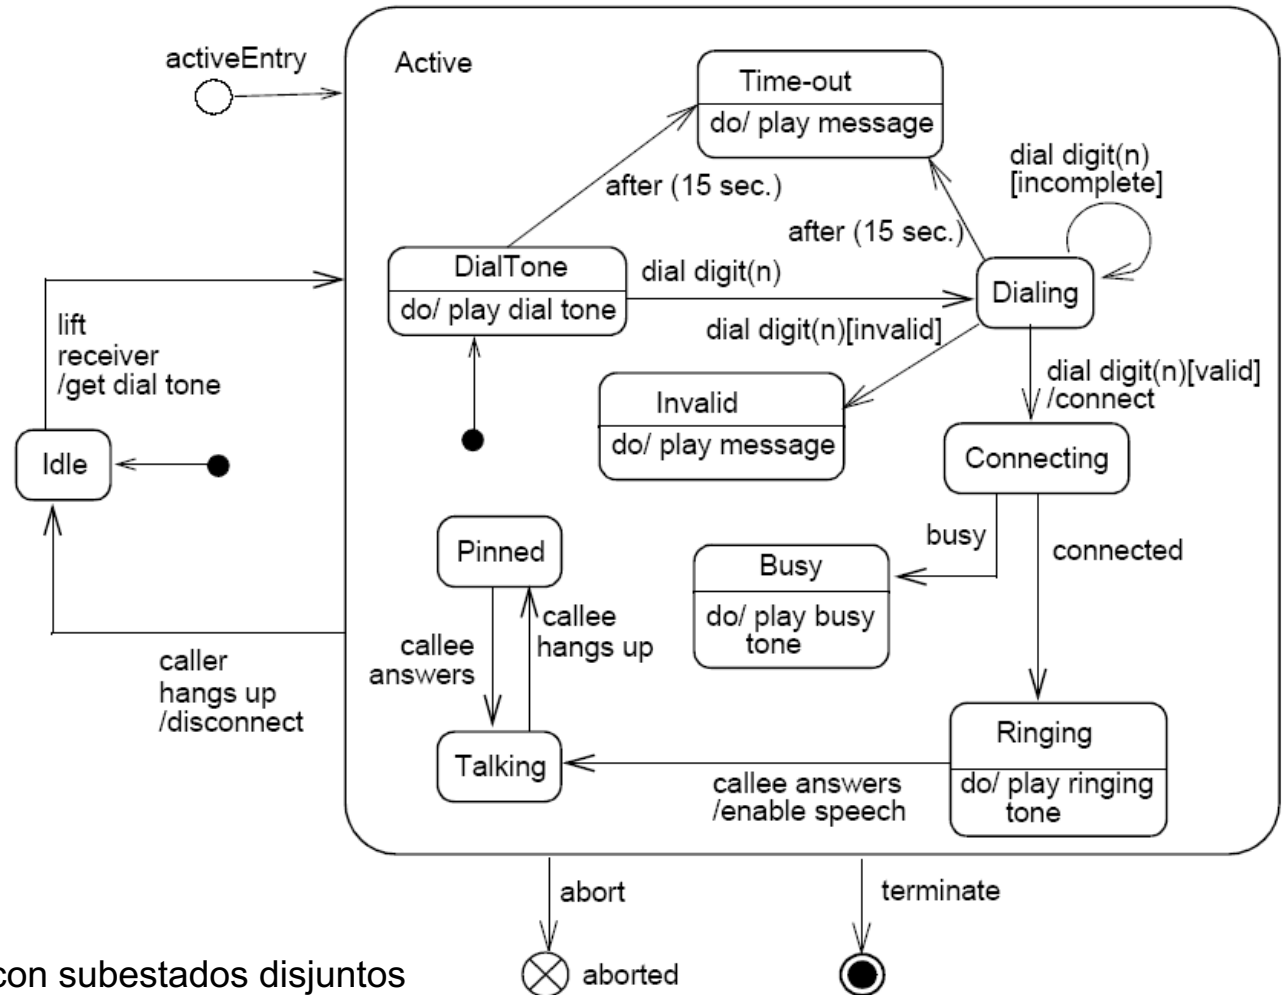 activeEntry
Active
Time-out
do/ play message
dial digit(n)
[incomplete]
after (15 sec.)
after (15 sec.)
DialTone
do/ play dial tone
dial digit(n)
Dialing
lift
receiver
/get dial tone
dial digit(n)[invalid]
dial digit(n)[valid]
/connect
Invalid
do/ play message
Idle
Connecting
Pinned
busy
connected
Busy
do/ play busy
tone
callee
hangs up
callee
answers
caller
hangs up
/disconnect
Talking
Ringing
do/ play ringing
tone
callee answers
/enable speech
abort
terminate
con subestados disjuntos
aborted